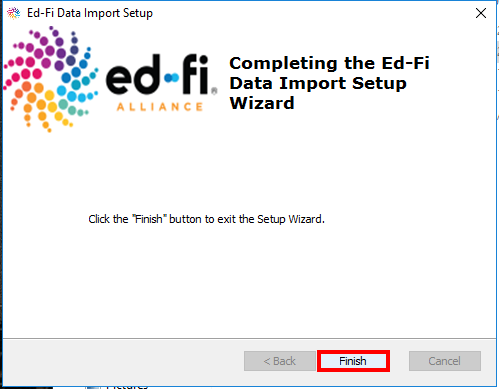 Ed-Fi Data Import Setup
ed-fi®
ALLIANCE
Completing the Ed-Fi
Data Import Setup
Wizard
Click the "Finish" button to exit the Setup Wizard.
< Back
Finish
Cancel
Pictures